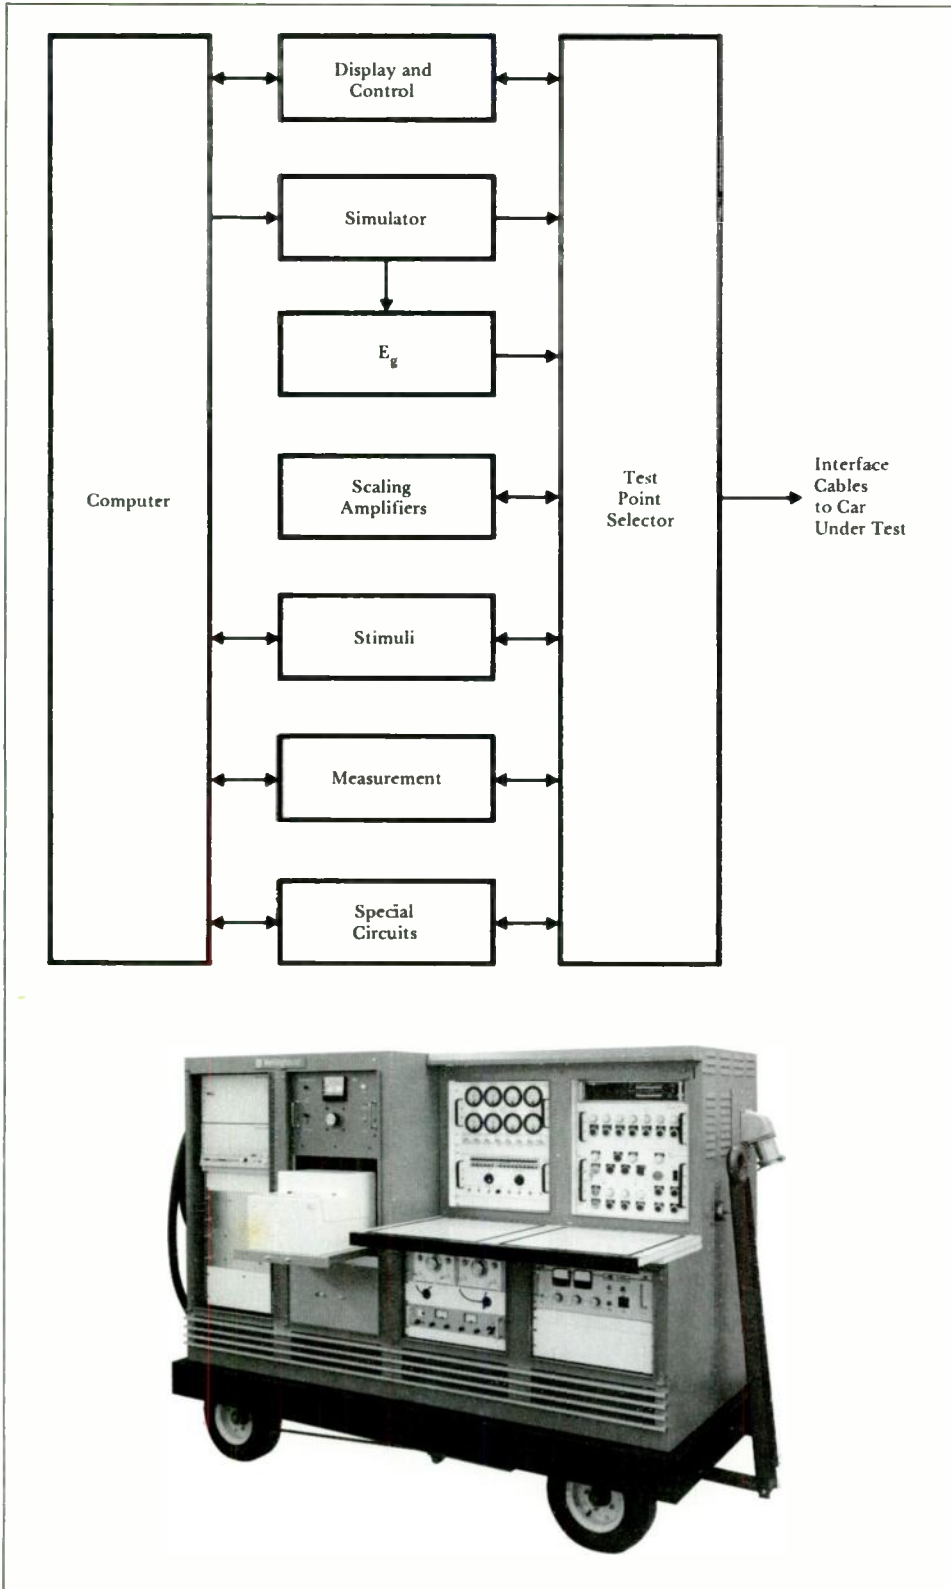 Display and
Control
Simulator
Eg
Scaling
Amplifiers
Computer
Test
Point
Selector
Interface
Cables
to Car
Under Test
Stimuli
Measurement
Special
Circuits